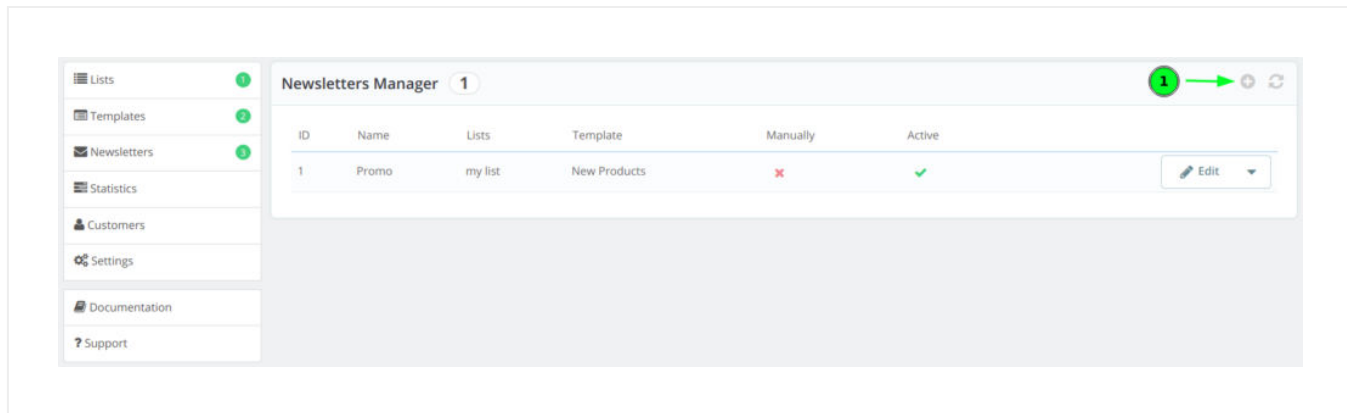 Lists 1
Templates 2
Newsletters 3
Statistics
Customers
Settings
Documentation
? Support
Newsletters Manager 1
1
ID Name Lists Template Manually Active
1 Promo my list New Products Edit